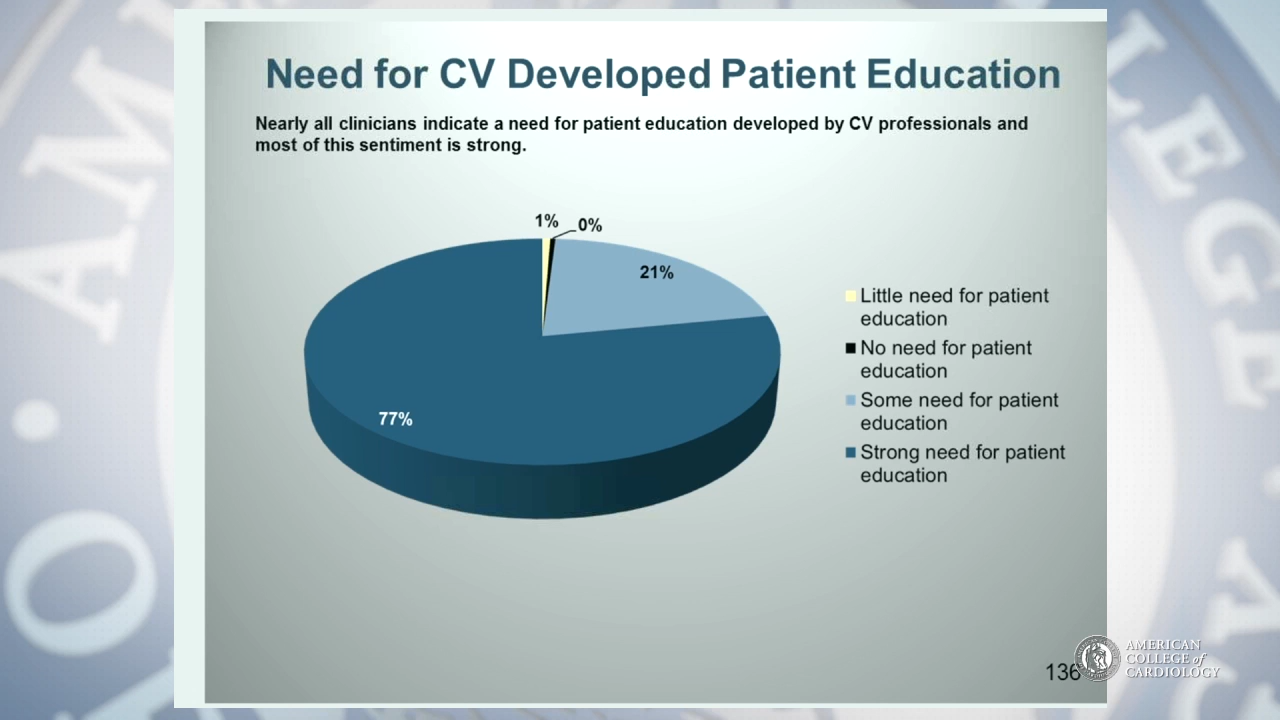 Need for CV Developed Patient Education
Nearly all clinicians indicate a need for patient education developed by CV professionals and
most of this sentiment is strong.
1%
0%
21%
77%
Little need for patient
education
No need for patient
education
Some need for patient
education
Strong need for patient
education
136
AMERICAN
COLLEGE of
CARDIOLOGY